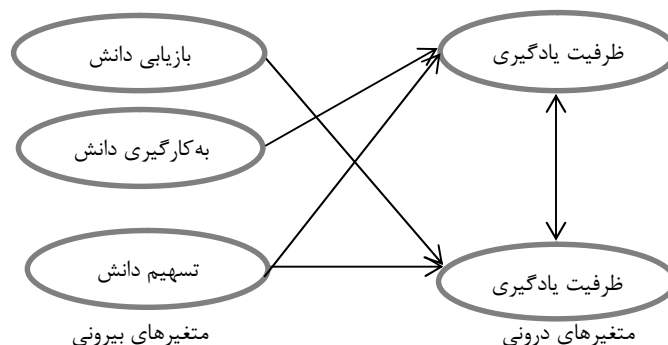 ظرفیت یادگیری
بازیابی دانش
به‌کارگیری دانش
تسهیم دانش
ظرفیت یادگیری
متغیرهای درونی
متغیرهای بیرونی